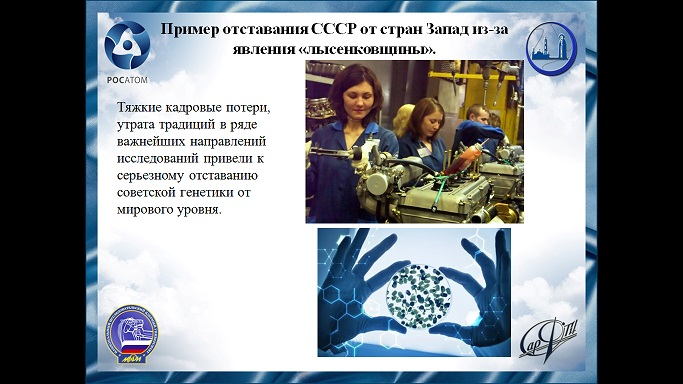 Пример отставания СССР от стран Запад из-за
явления «лысенковщины».
РОСАТОМ
Тяжкие кадровые потери,
утрата традиций в ряде
важнейших направлений
исследований привели к
серьезному отставанию
советской генетики от
мирового уровня.
СарФТИ